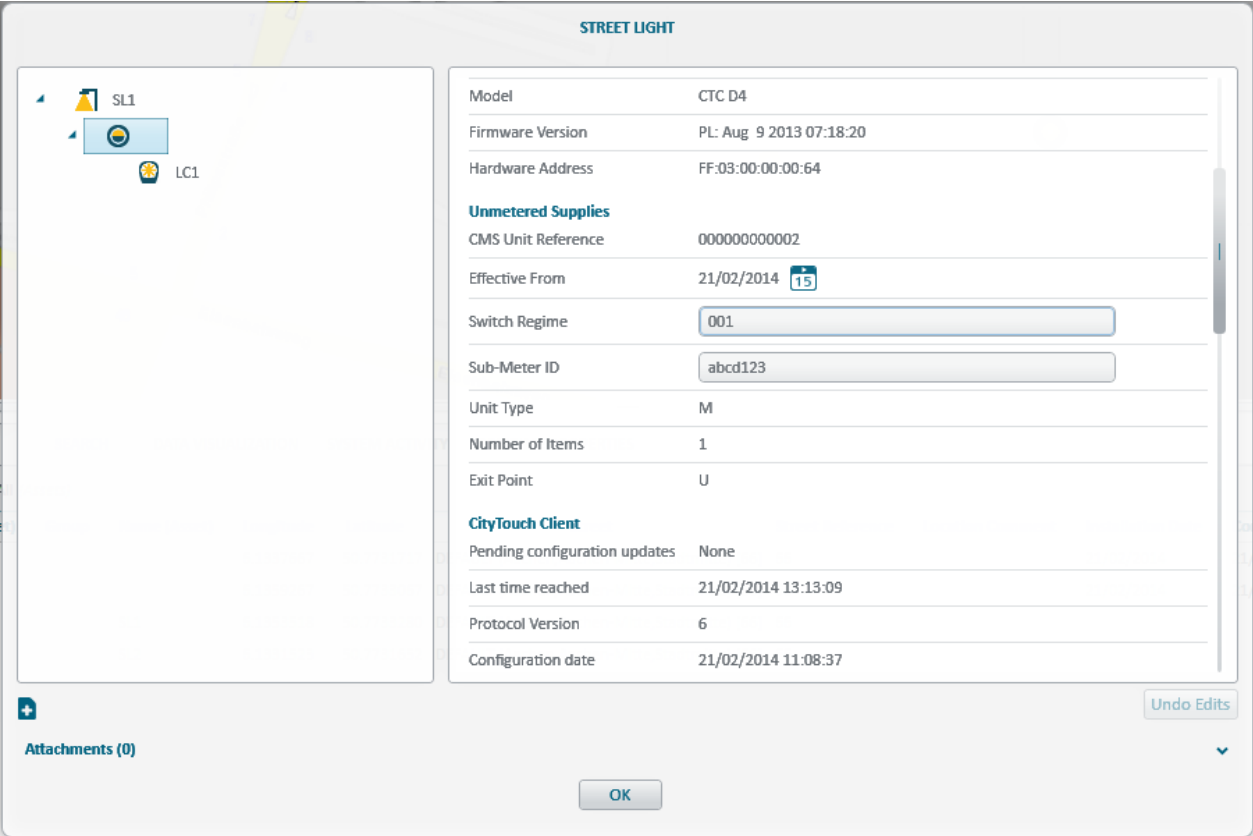 STREET LIGHT
SL1
LC1
Model CTC D4
Firmware Version PL: Aug 9 2013 07:18:20
Hardware Address FF:03:00:00:00:64
Unmetered Supplies
CMS Unit Reference 000000000002
Effective From 21/02/2014 15
Switch Regime 001
Sub-Meter ID abcd123
Unit Type M
Number of Items 1
Exit Point U
CityTouch Client
Pending configuration updates None
Last time reached 21/02/2014 13:13:09
Protocol Version 6
Configuration date 21/02/2014 11:08:37
Undo Edits
Attachments (0)
OK